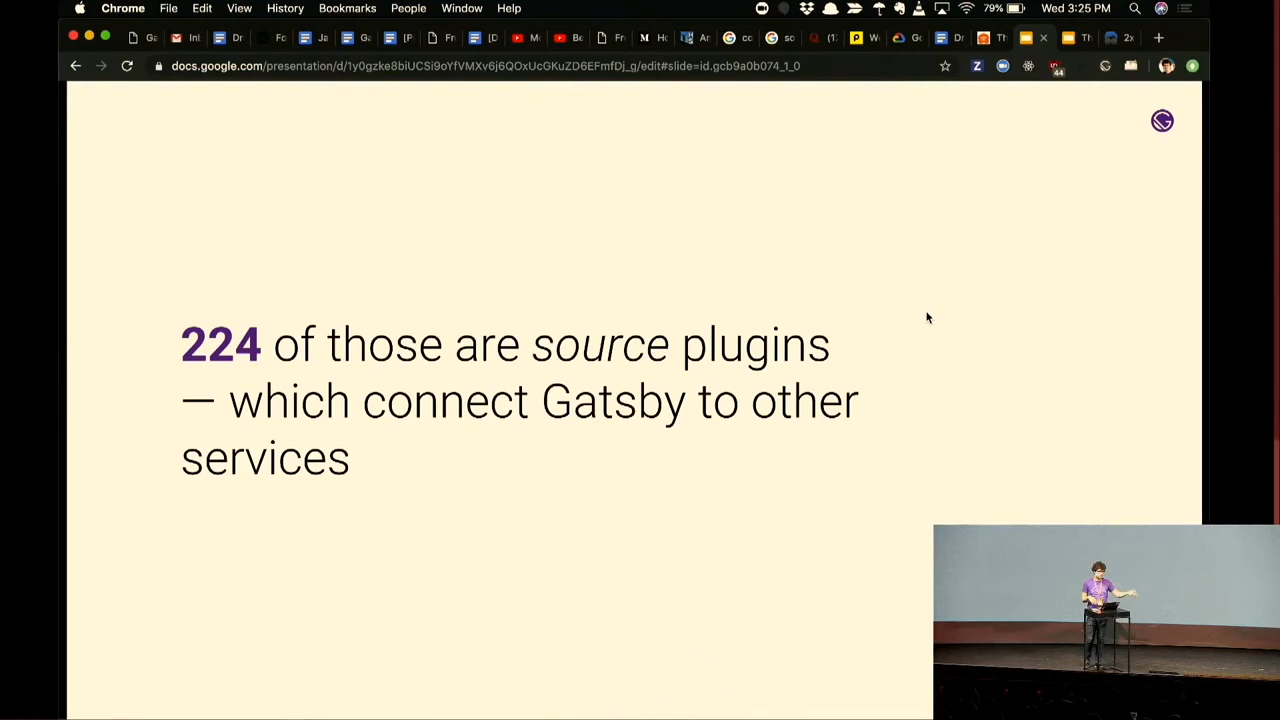 Chrome File Edit View History Bookmarks People Window Help 79% Wed 3:25 PM
docs.google.com/presentation/d/1y0gzke8biUCSi9oYfVMXv6j6QOxUcGKuZD6EFmfDj_g/edit#slide=id.gcb9a0b074_1_0
44
224 of those are source plugins
— which connect Gatsby to other
services